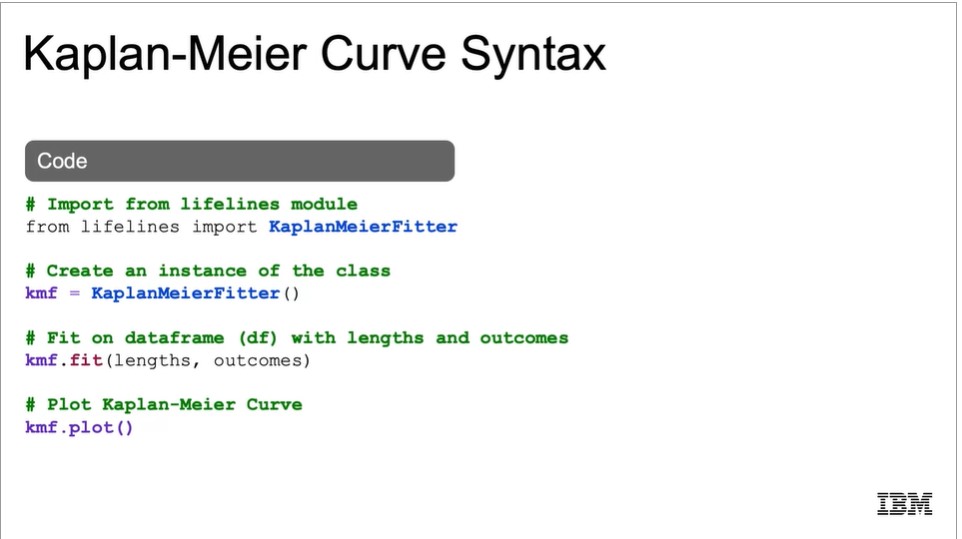 Kaplan-Meier Curve Syntax
Code
# Import from lifelines module
from lifelines import KaplanMeierFitter
# Create an instance of the class
kmf = KaplanMeierFitter()
# Fit on dataframe (df) with lengths and outcomes
kmf.fit(lengths, outcomes)
# Plot Kaplan-Meier Curve
kmf.plot()
IBM